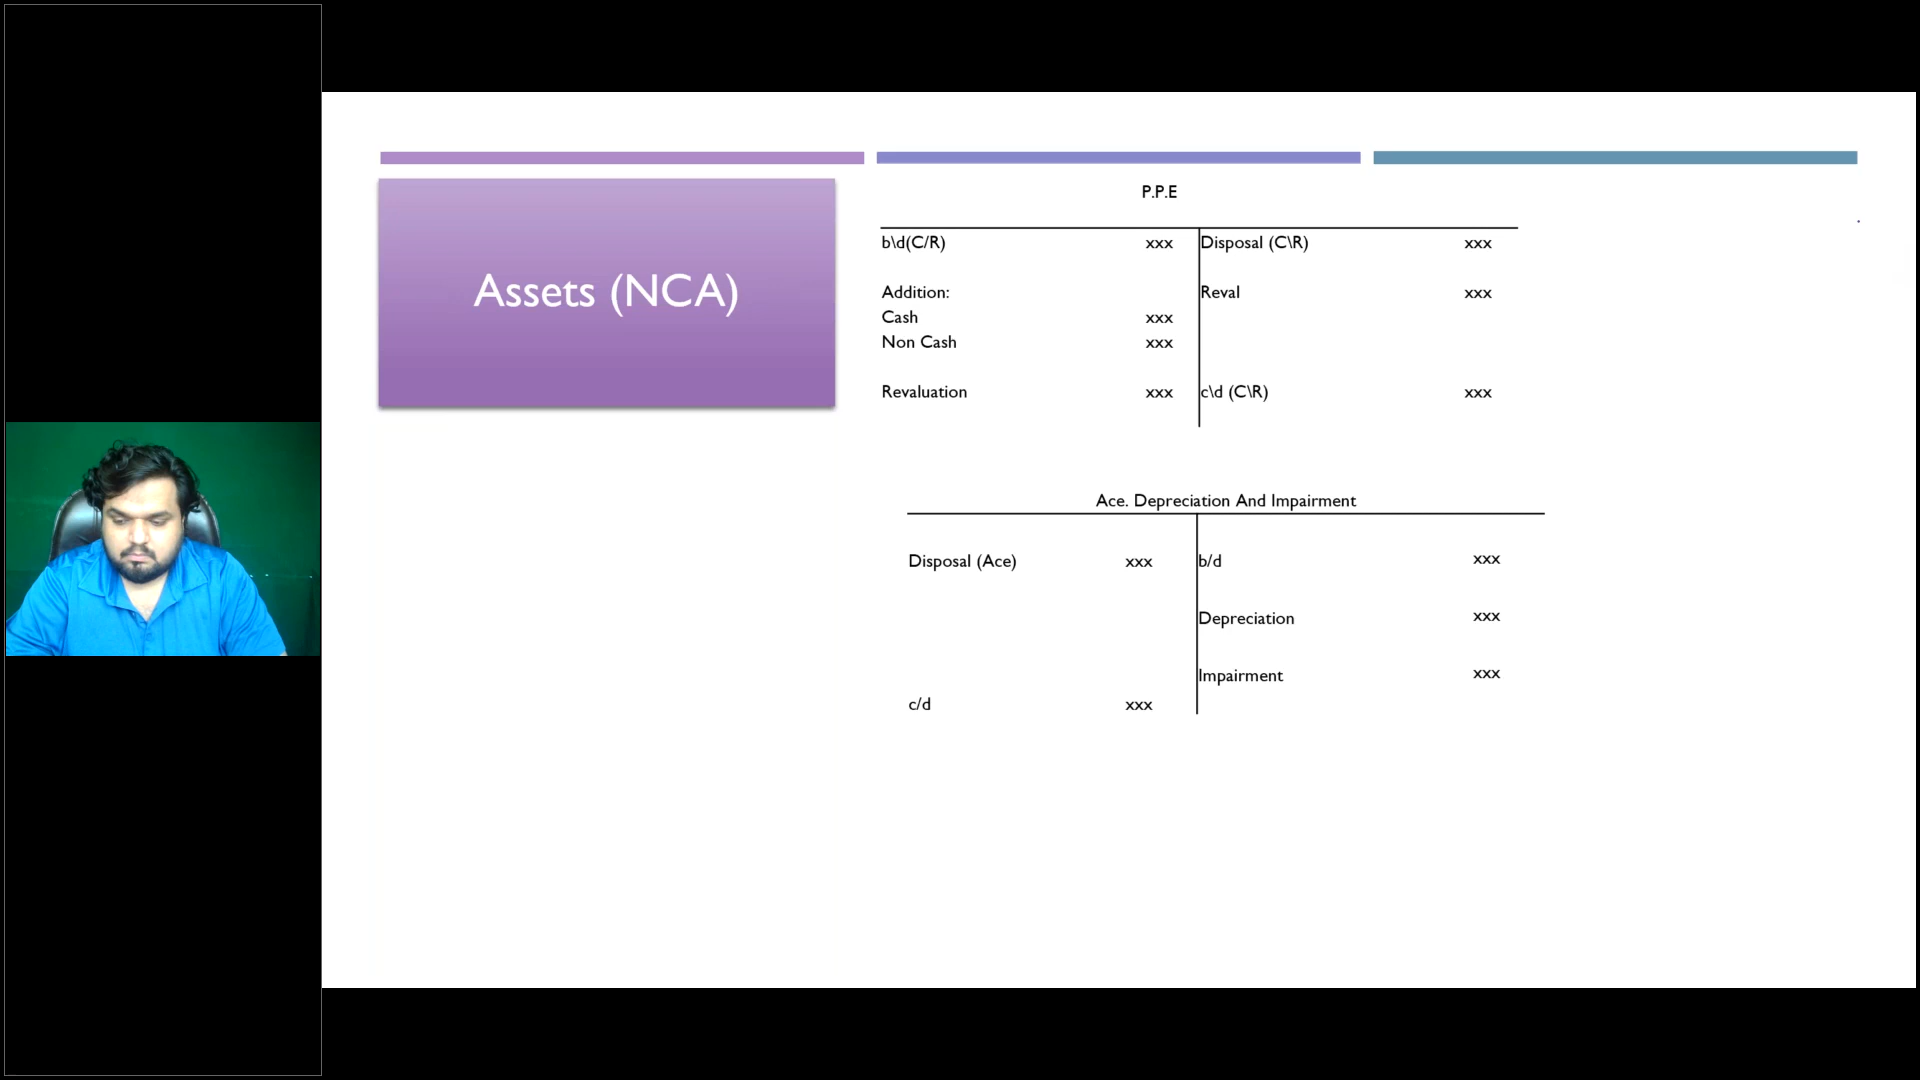 Assets (NCA)
P.P.E
b\d(C/R) xxx Disposal (C\R) xxx
Addition: Reval xxx
Cash xxx
Non Cash xxx
Revaluation xxx c\d (C\R) xxx
Ace. Depreciation And Impairment
Disposal (Ace) xxx b/d xxx
Depreciation xxx
Impairment xxx
c/d xxx